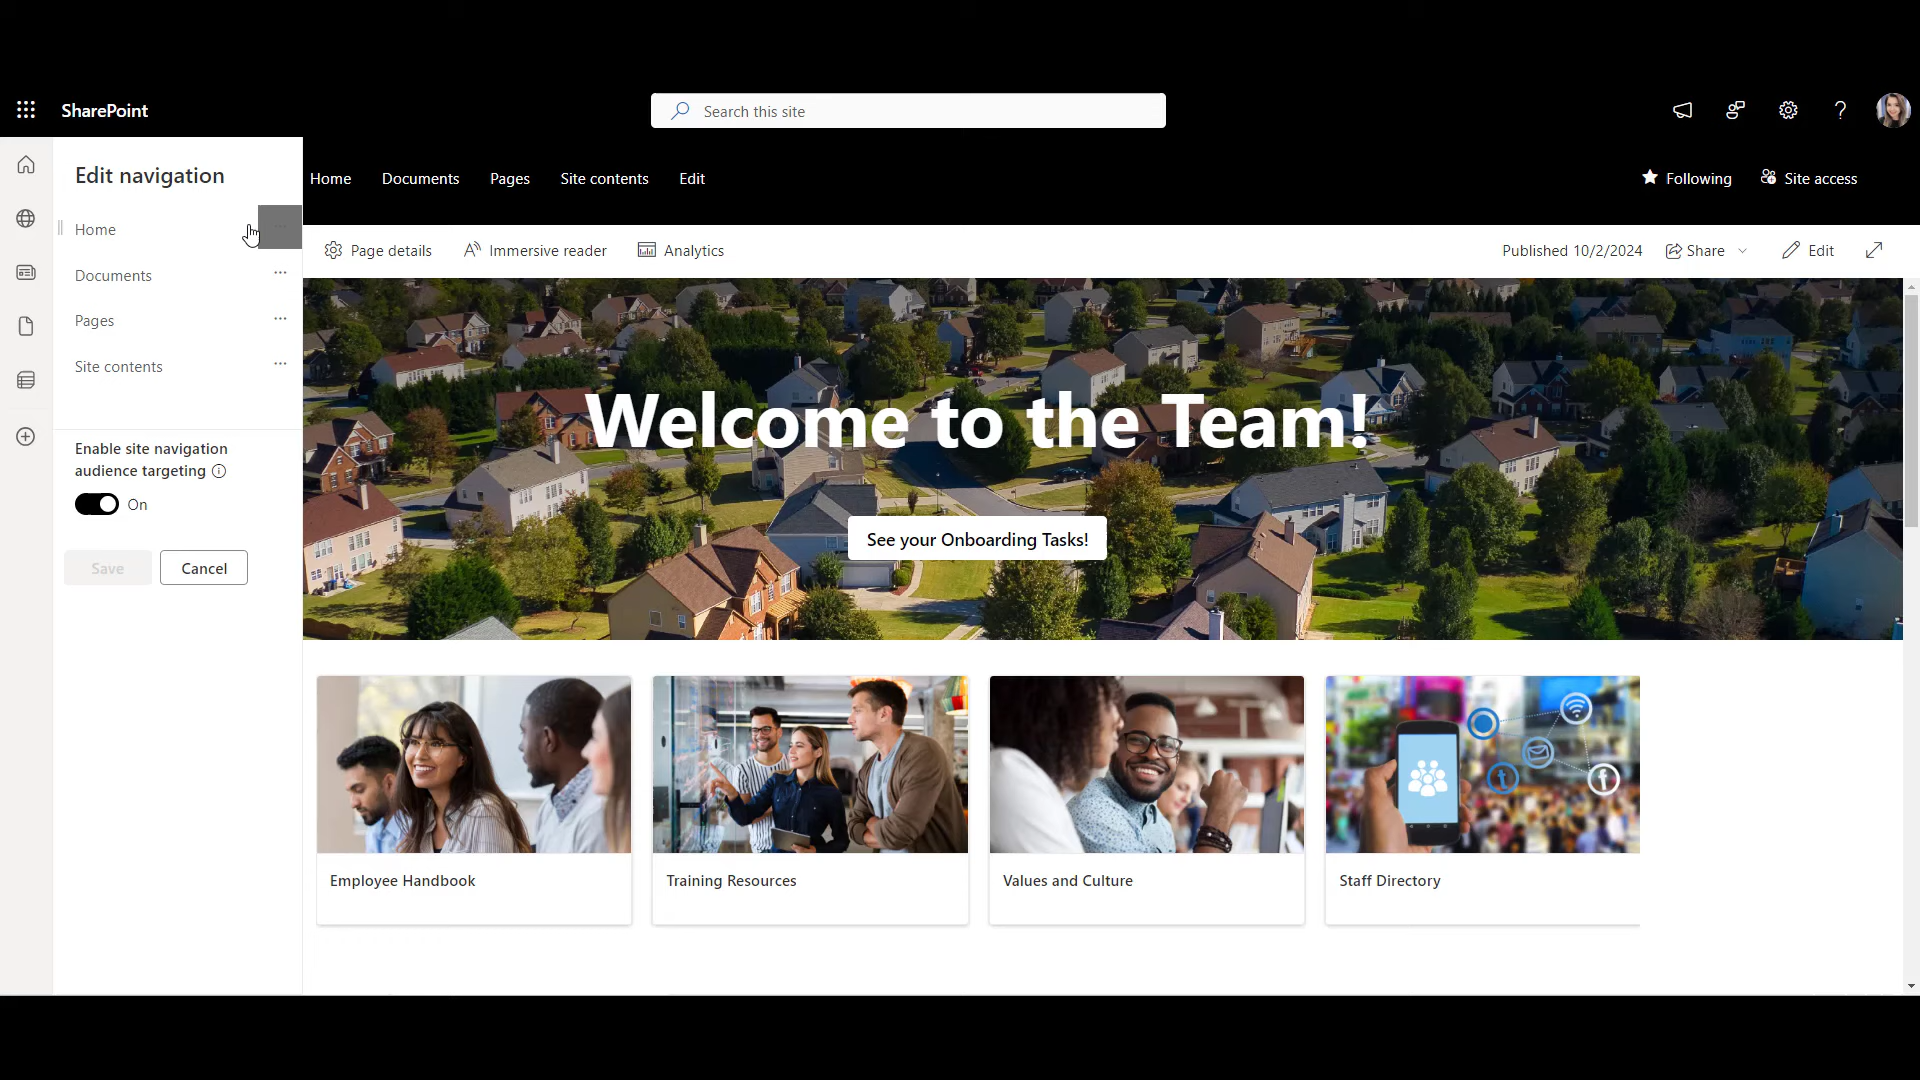 SharePoint
Search this site
Edit navigation
Home Documents Pages Site contents Edit
Following
Site access
Home
Documents
Pages
Site contents
Enable site navigation
audience targeting
On
Save
Cancel
Page details
Immersive reader
Analytics
Published 10/2/2024
Share
Edit
Welcome to the Team!
See your Onboarding Tasks!
Employee Handbook
Training Resources
Values and Culture
Staff Directory